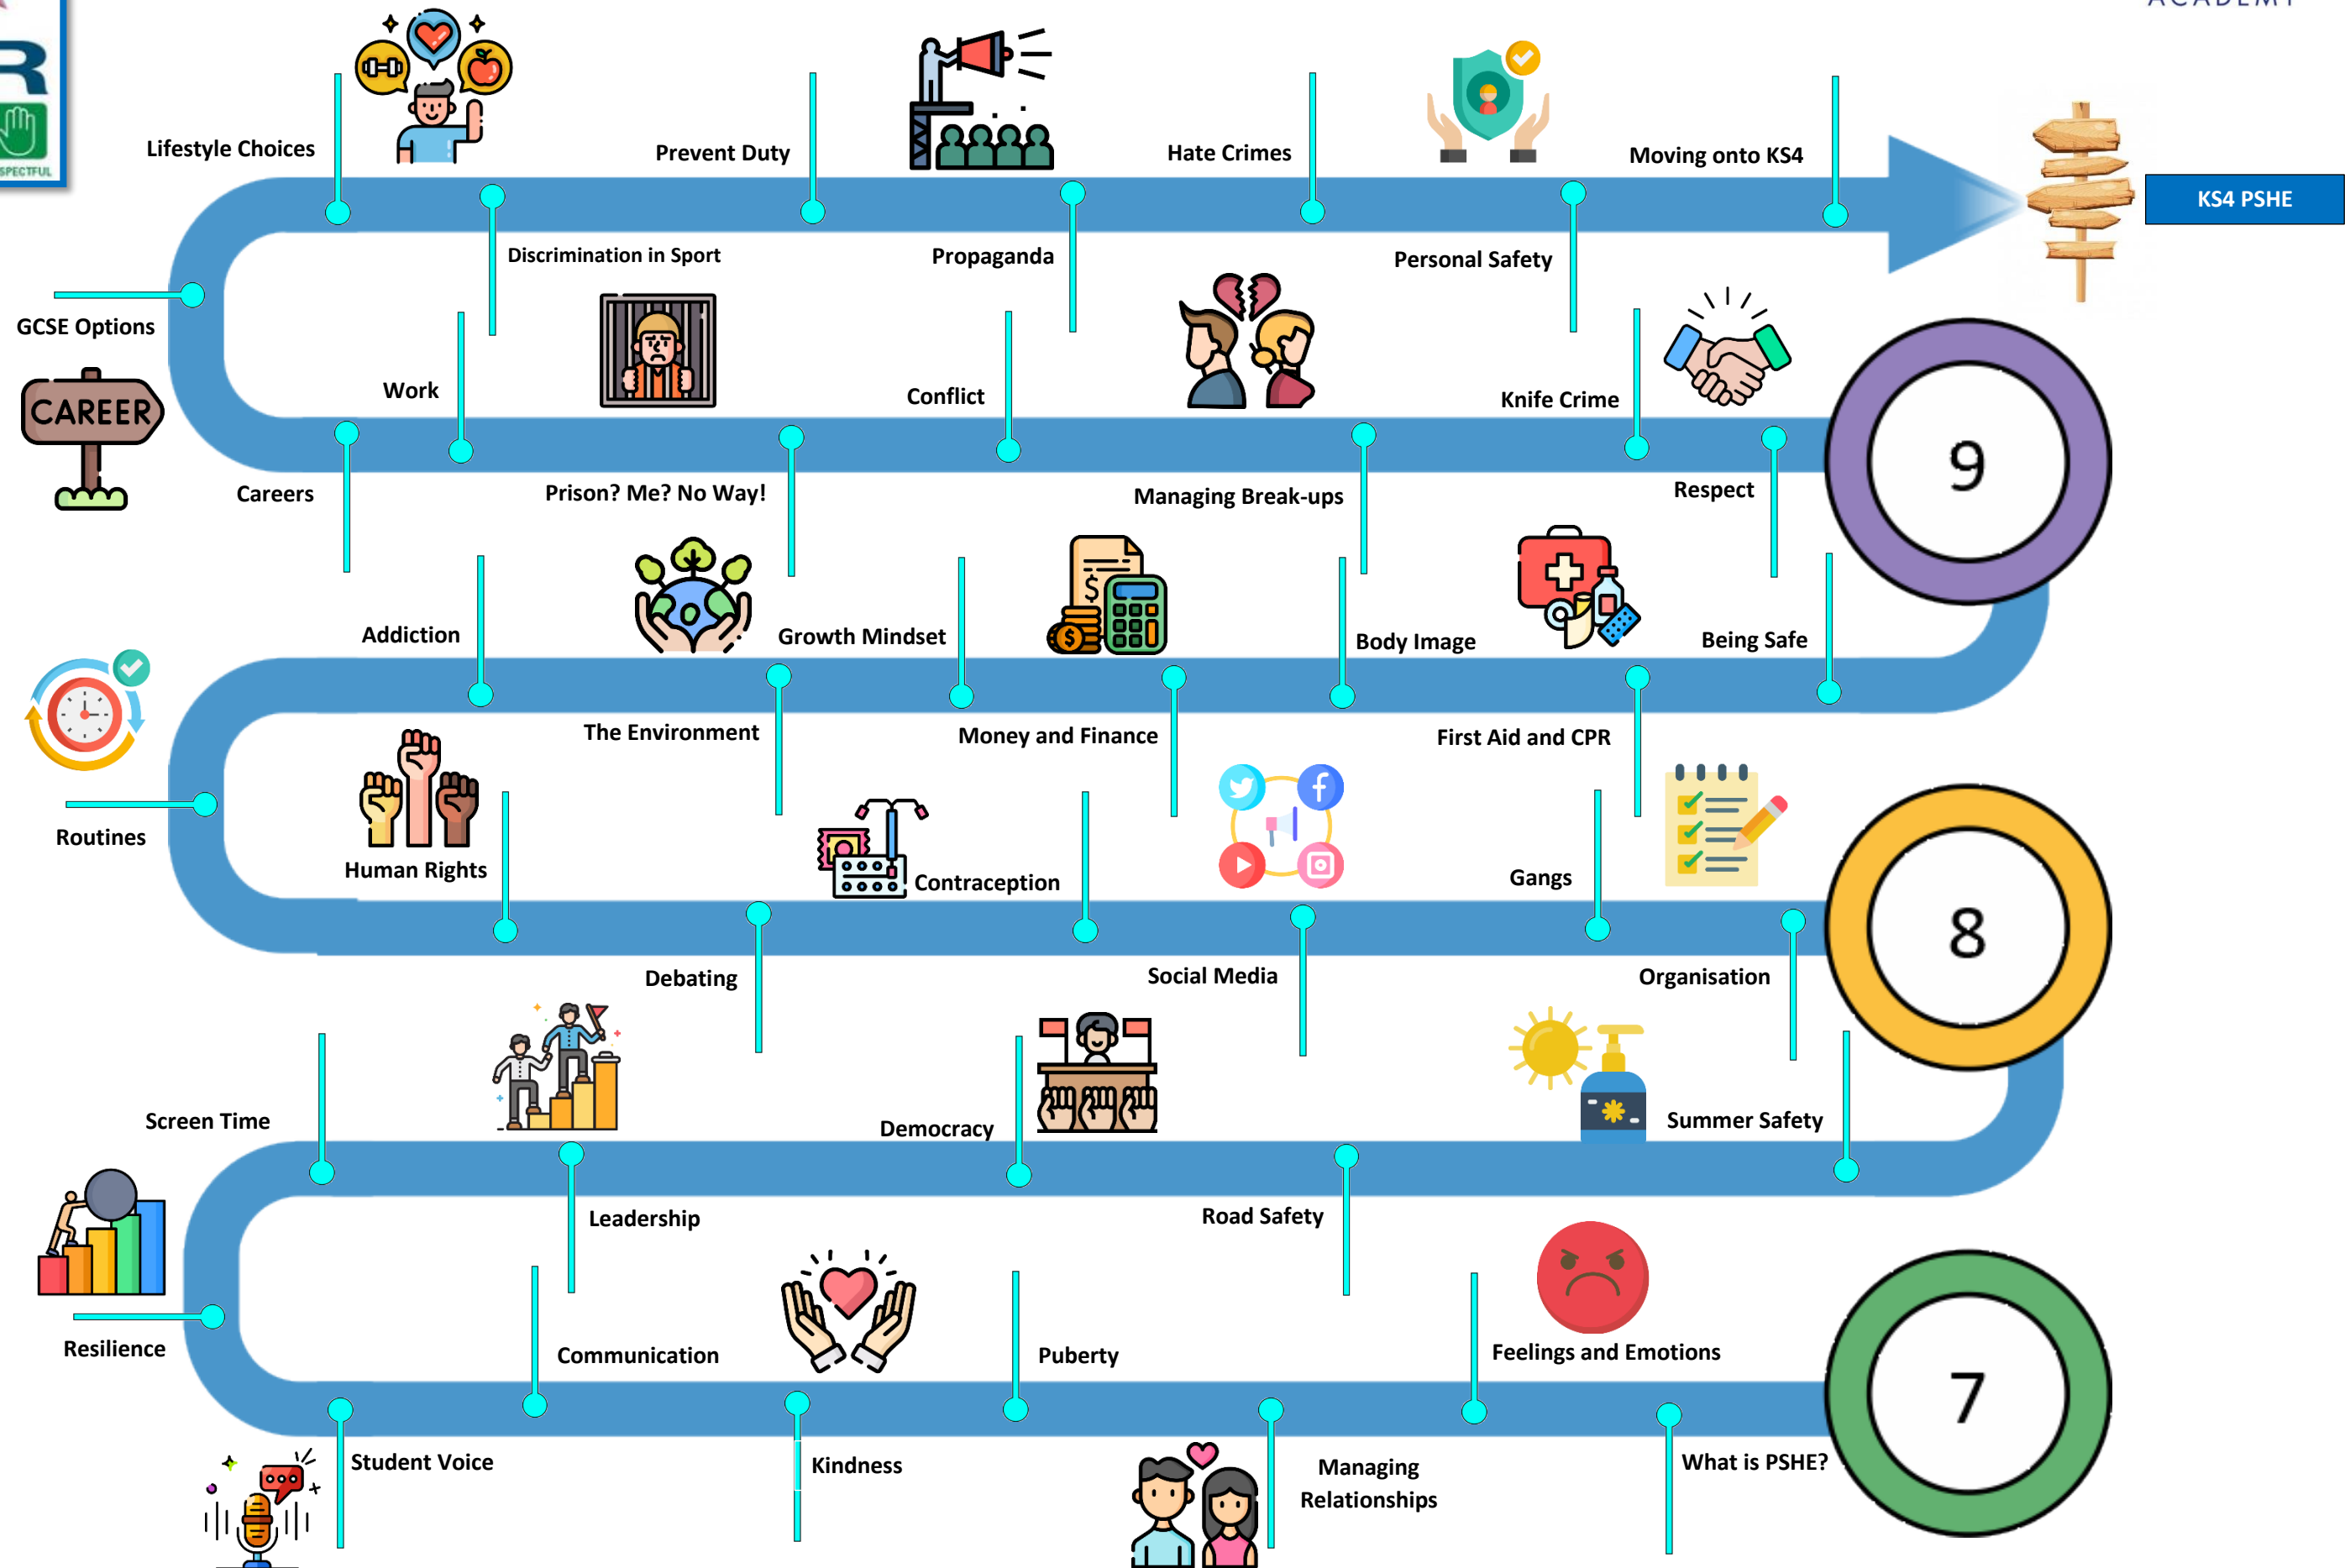 ACADEMY
R
SPECTFUL
Lifestyle Choices
Prevent Duty
Hate Crimes
Moving onto KS4
KS4 PSHE
Discrimination in Sport
Propaganda
Personal Safety
GCSE Options
CAREER
Work
Conflict
Knife Crime
Careers
Prison? Me? No Way!
Managing Break-ups
Respect
9
Addiction
Growth Mindset
Body Image
Being Safe
The Environment
Money and Finance
First Aid and CPR
Routines
Human Rights
Contraception
Gangs
8
Debating
Social Media
Organisation
Screen Time
Democracy
Summer Safety
Leadership
Road Safety
Resilience
Communication
Puberty
Feelings and Emotions
7
Student Voice
Kindness
Managing
Relationships
What is PSHE?